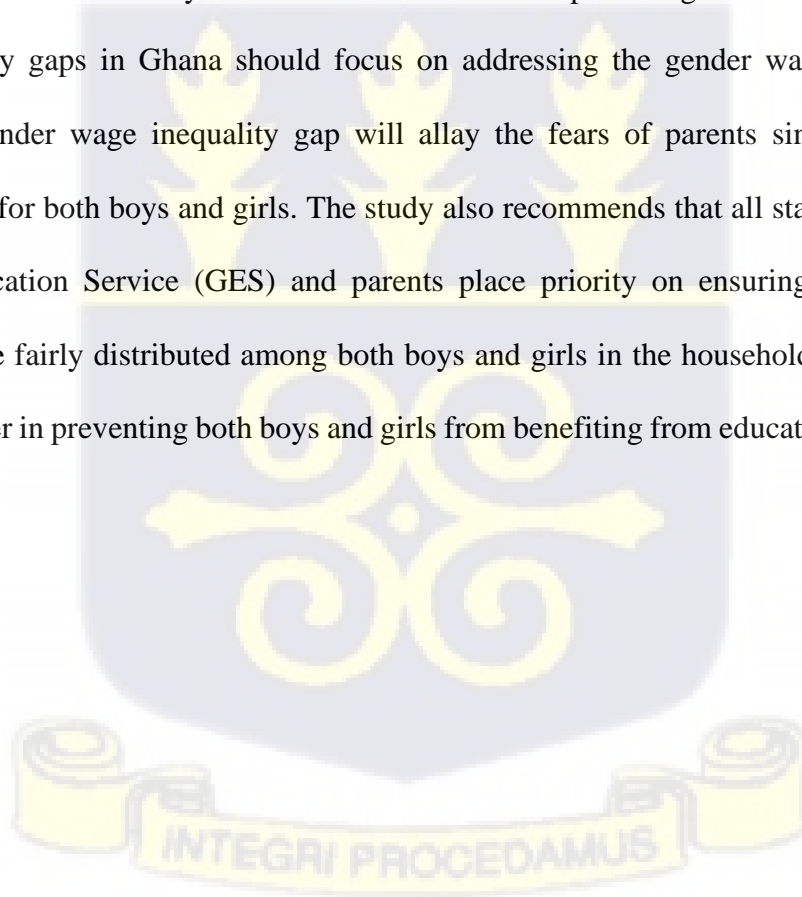 y gaps in Ghana should focus on addressing the gender wa
nder wage inequality gap will allay the fears of parents sin
for both boys and girls. The study also recommends that all sta
cation Service (GES) and parents place priority on ensuring
e fairly distributed among both boys and girls in the household
er in preventing both boys and girls from benefiting from educat
INTEGRI PROCEDAMUS